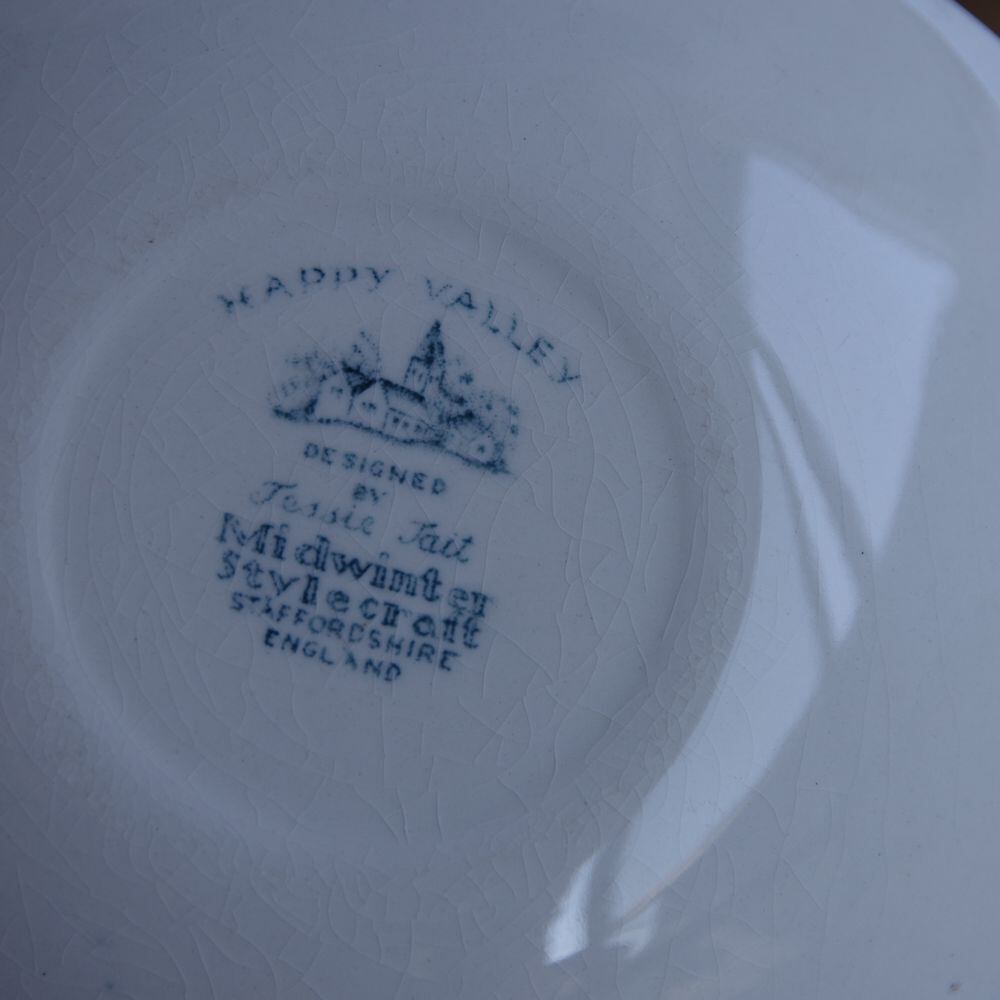 HAPPY VALLEY
DESIGNED
BY
Jessie Tait
Midwinter
Stylecraft
STAFFORDSHIRE
ENGLAND